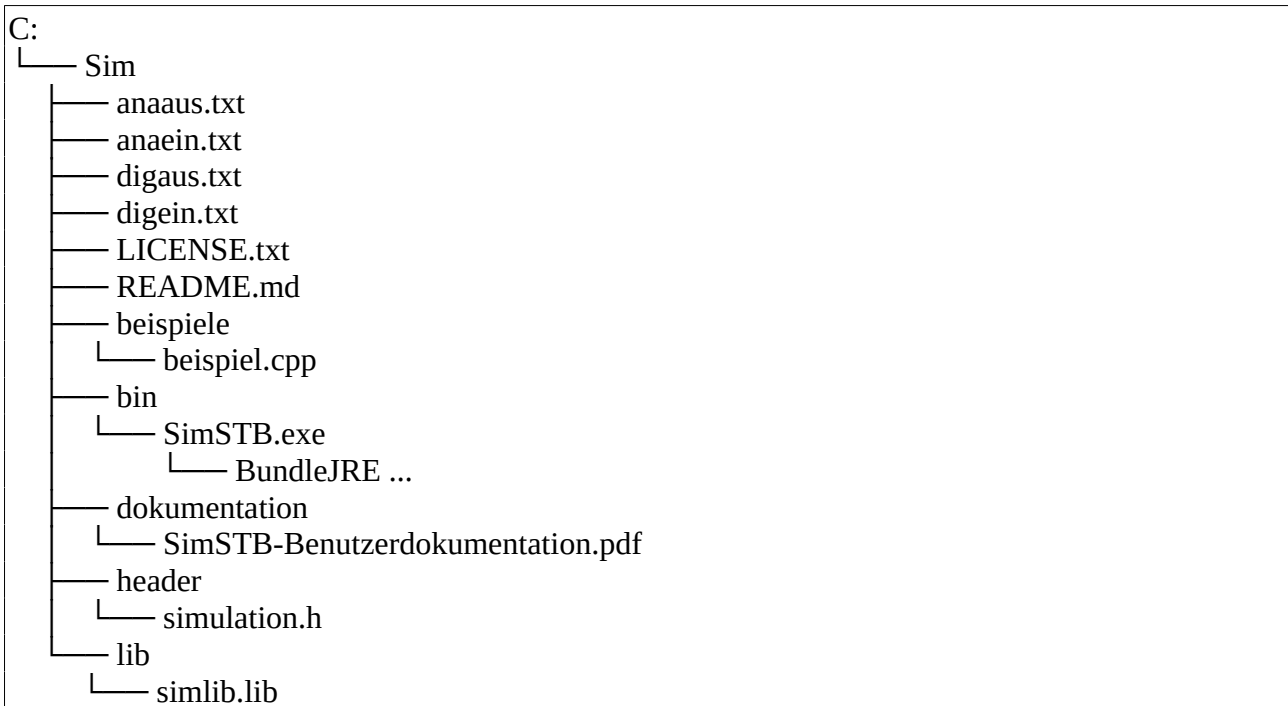 C:
└── Sim
├── anaaus.txt
├── anaein.txt
├── digaus.txt
├── digein.txt
├── LICENSE.txt
├── README.md
├── beispiele
│ └── beispiel.cpp
├── bin
│ └── SimSTB.exe
│ └── BundleJRE ...
├── dokumentation
│ └── SimSTB-Benutzerdokumentation.pdf
├── header
│ └── simulation.h
└── lib
└── simlib.lib